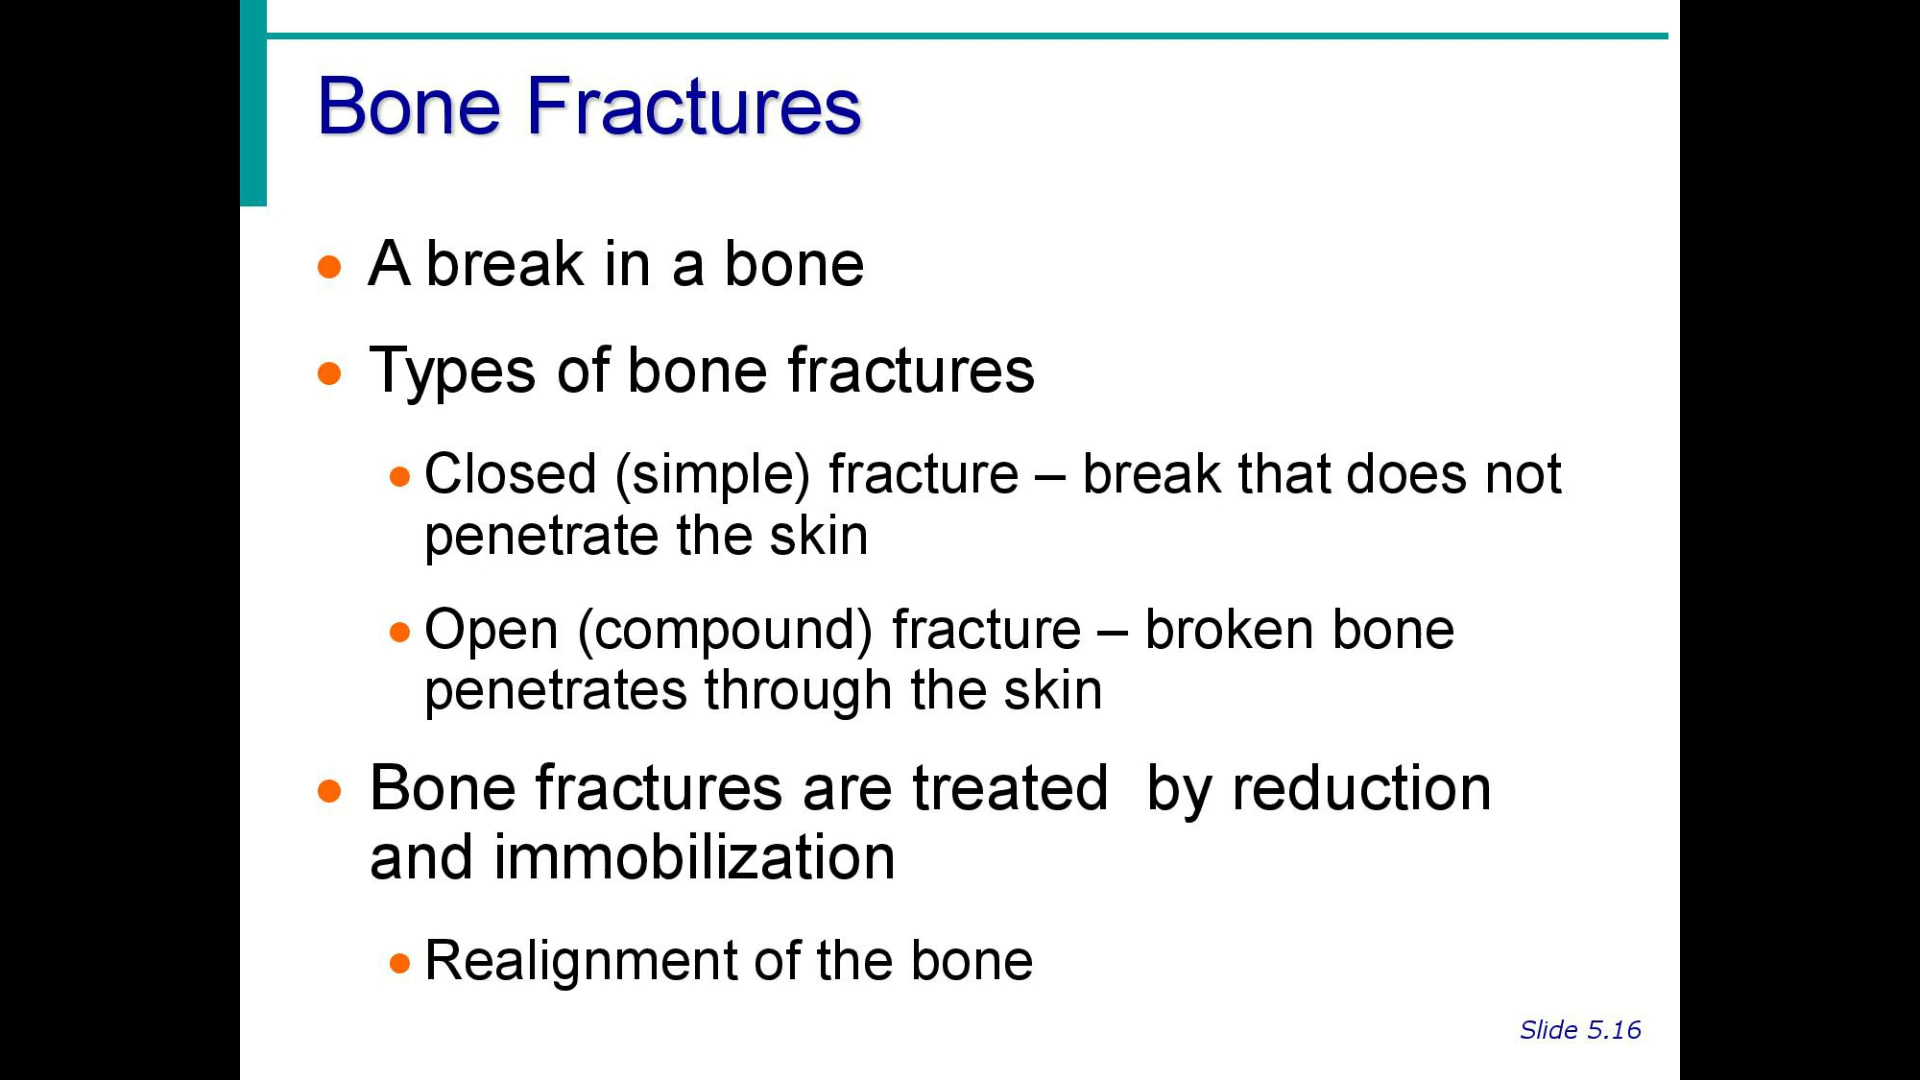 Bone Fractures
A break in a bone
Types of bone fractures
Closed (simple) fracture – break that does not
penetrate the skin
Open (compound) fracture – broken bone
penetrates through the skin
Bone fractures are treated  by reduction
and immobilization
Realignment of the bone
Slide 5.16